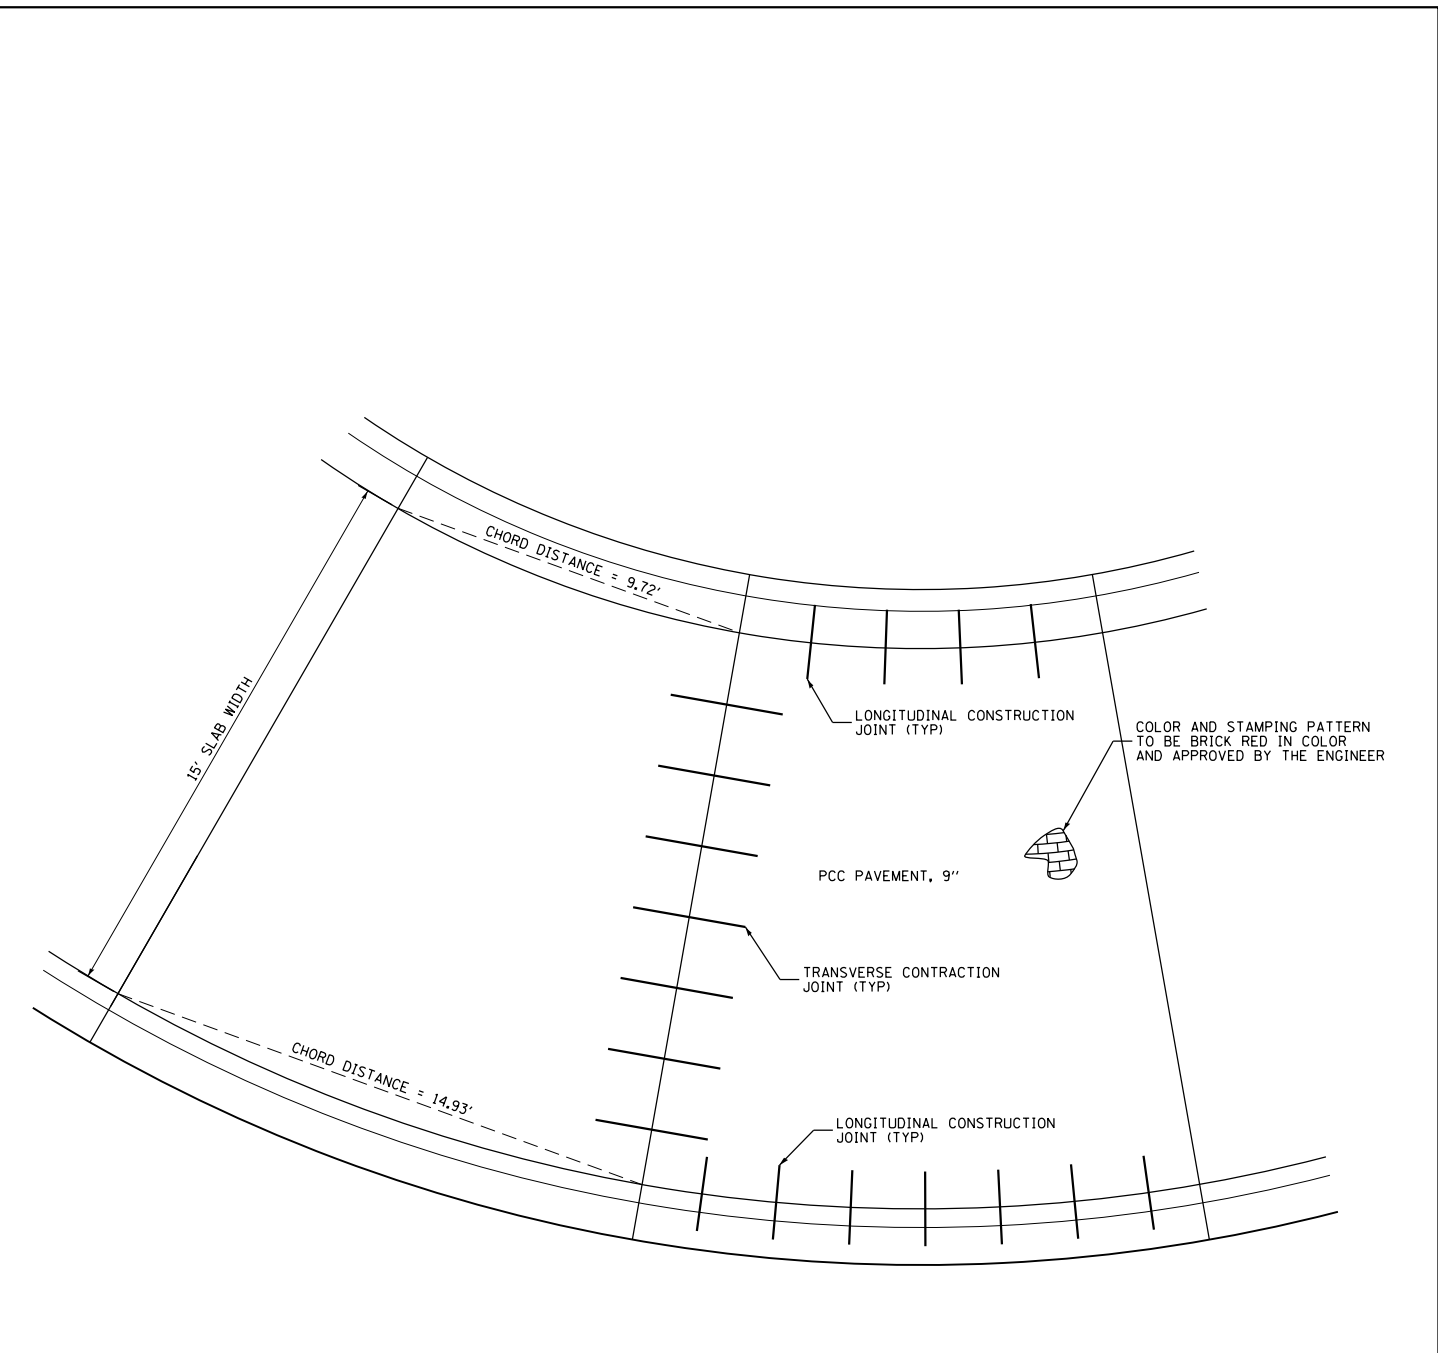 CHORD DISTANCE = 9.72'
15' SLAB WIDTH
LONGITUDINAL CONSTRUCTION
JOINT (TYP)
COLOR AND STAMPING PATTERN
TO BE BRICK RED IN COLOR
AND APPROVED BY THE ENGINEER
PCC PAVEMENT, 9"
TRANSVERSE CONTRACTION
JOINT (TYP)
CHORD DISTANCE = 14.93'
LONGITUDINAL CONSTRUCTION
JOINT (TYP)